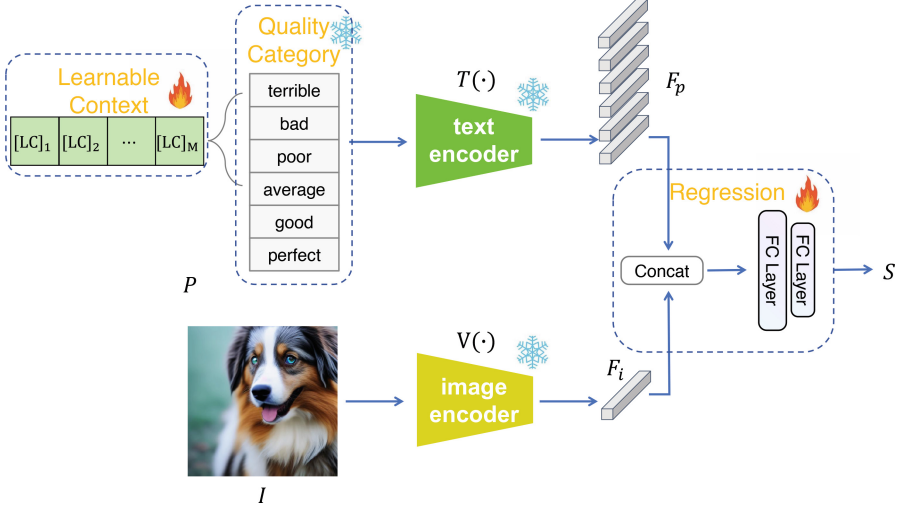 Quality
Category
Learnable
Context
[LC]₁ [LC]₂ ⋯ [LC]M
terrible
bad
poor
average
good
perfect
P
T(·)
text
encoder
Fₚ
Regression
Concat
FC Layer
FC Layer
S
V(·)
image
encoder
Fᵢ
I